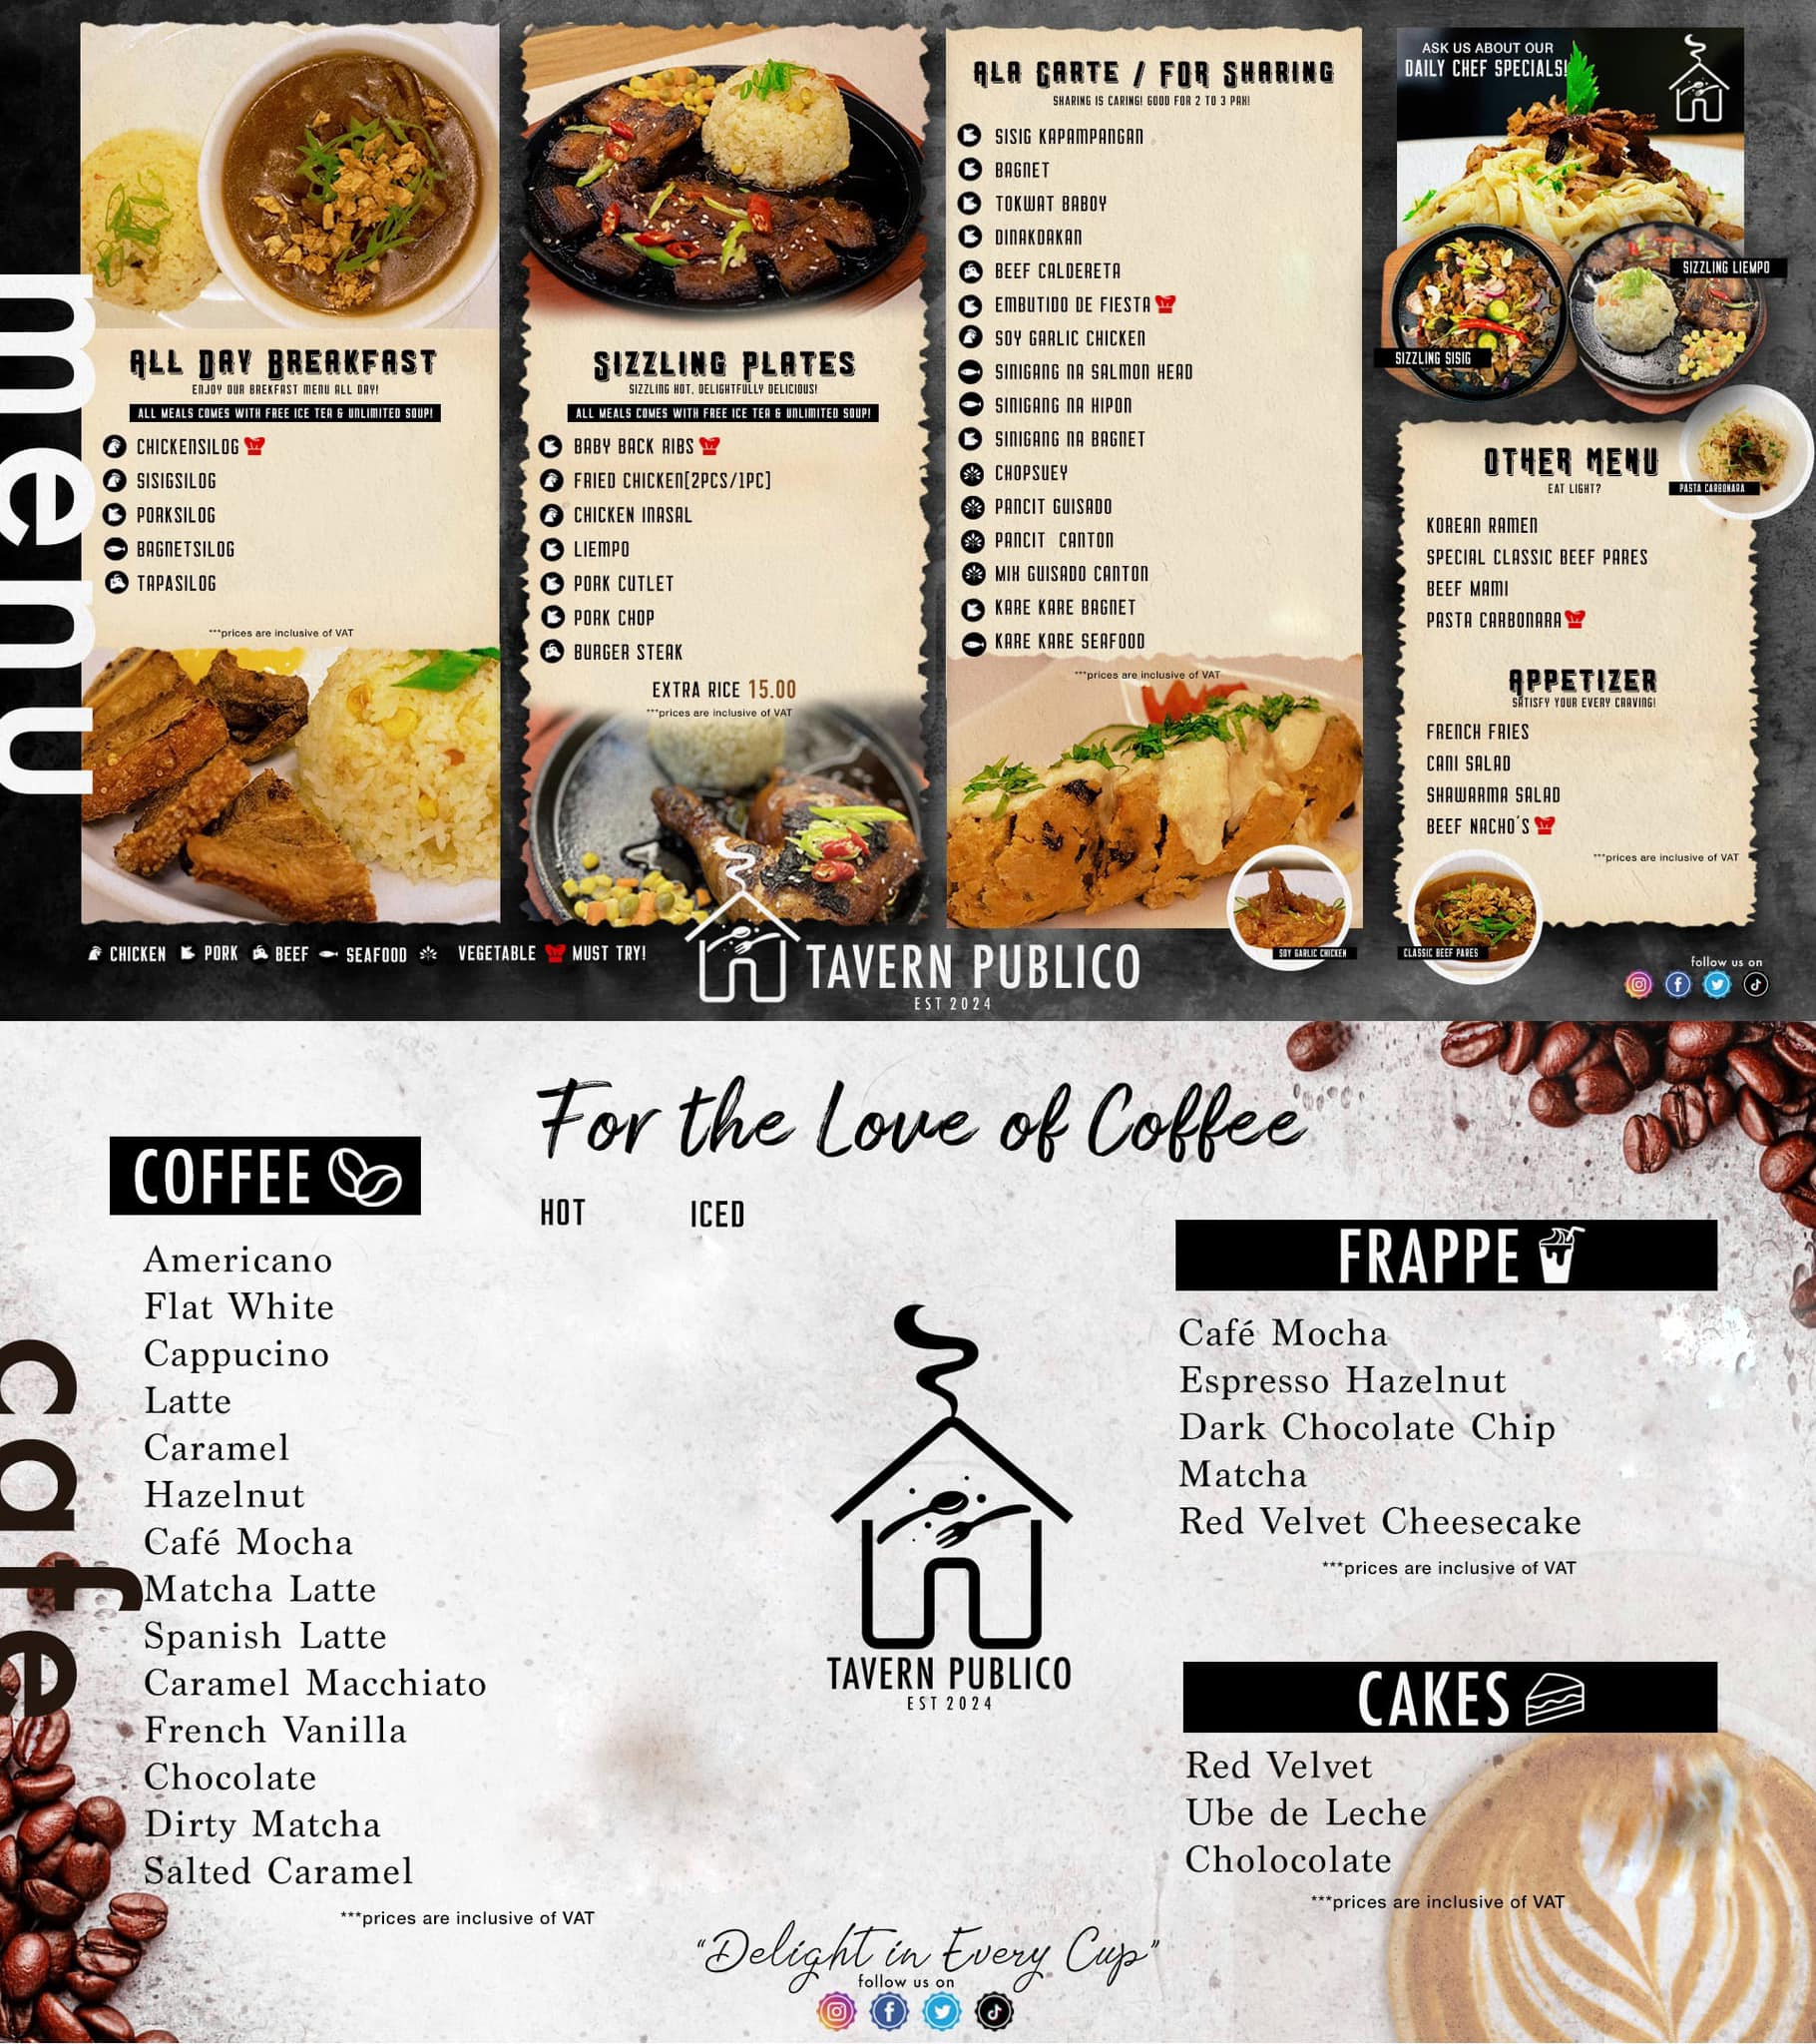 menu
ALL DAY BREAKFAST
ENJOY OUR BREKFAST MENU ALL DAY!
ALL MEALS COMES WITH FREE ICE TEA & UNLIMITED SOUP!
CHICKENSILOG
SISIGSILOG
PORKSILOG
BAGNETSILOG
TAPASILOG
***prices are inclusive of VAT
SIZZLING PLATES
SIZZLING HOT, DELIGHTFULLY DELICIOUS!
ALL MEALS COMES WITH FREE ICE TEA & UNLIMITED SOUP!
BABY BACK RIBS
FRIED CHICKEN[2PCS/1PC]
CHICKEN INASAL
LIEMPO
PORK CUTLET
PORK CHOP
BURGER STEAK
EXTRA RICE 15.00
***prices are inclusive of VAT
ALA CARTE / FOR SHARING
SHARING IS CARING! GOOD FOR 2 TO 3 PAX!
SISIG KAPAMPANGAN
BAGNET
TOKWAT BABOY
DINAKDAKAN
BEEF CALDERETA
EMBUTIDO DE FIESTA
SOY GARLIC CHICKEN
SINIGANG NA SALMON HEAD
SINIGANG NA HIPON
SINIGANG NA BAGNET
CHOPSUEY
PANCIT GUISADO
PANCIT CANTON
MIX GUISADO CANTON
KARE KARE BAGNET
KARE KARE SEAFOOD
***prices are inclusive of VAT
SOY GARLIC CHICKEN
ASK US ABOUT OUR
DAILY CHEF SPECIALS!
SIZZLING LIEMPO
SIZZLING SISIG
PASTA CARBONARA
OTHER MENU
EAT LIGHT?
KOREAN RAMEN
SPECIAL CLASSIC BEEF PARES
BEEF MAMI
PASTA CARBONARA
APPETIZER
SATISFY YOUR EVERY CRAVING!
FRENCH FRIES
CANI SALAD
SHAWARMA SALAD
BEEF NACHO'S
***prices are inclusive of VAT
CLASSIC BEEF PARES
CHICKEN PORK BEEF SEAFOOD VEGETABLE MUST TRY!
TAVERN PUBLICO
EST 2024
follow us on
cafe
For the Love of Coffee
COFFEE
HOT ICED
Americano
Flat White
Cappucino
Latte
Caramel
Hazelnut
Café Mocha
Matcha Latte
Spanish Latte
Caramel Macchiato
French Vanilla
Chocolate
Dirty Matcha
Salted Caramel
***prices are inclusive of VAT
TAVERN PUBLICO
EST 2024
FRAPPE
Café Mocha
Espresso Hazelnut
Dark Chocolate Chip
Matcha
Red Velvet Cheesecake
***prices are inclusive of VAT
CAKES
Red Velvet
Ube de Leche
Cholocolate
***prices are inclusive of VAT
"Delight in Every Cup"
follow us on